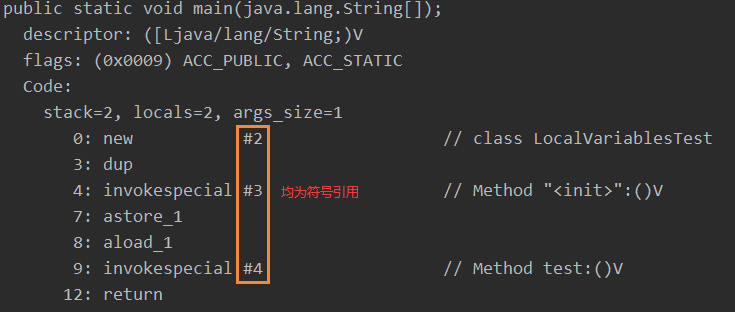 public static void main(java.lang.String[]);
descriptor: ([Ljava/lang/String;)V
flags: (0x0009) ACC_PUBLIC, ACC_STATIC
Code:
stack=2, locals=2, args_size=1
0: new #2 // class LocalVariablesTest
3: dup
4: invokespecial #3 均为符号引用 // Method "<init>":()V
7: astore_1
8: aload_1
9: invokespecial #4 // Method test:()V
12: return